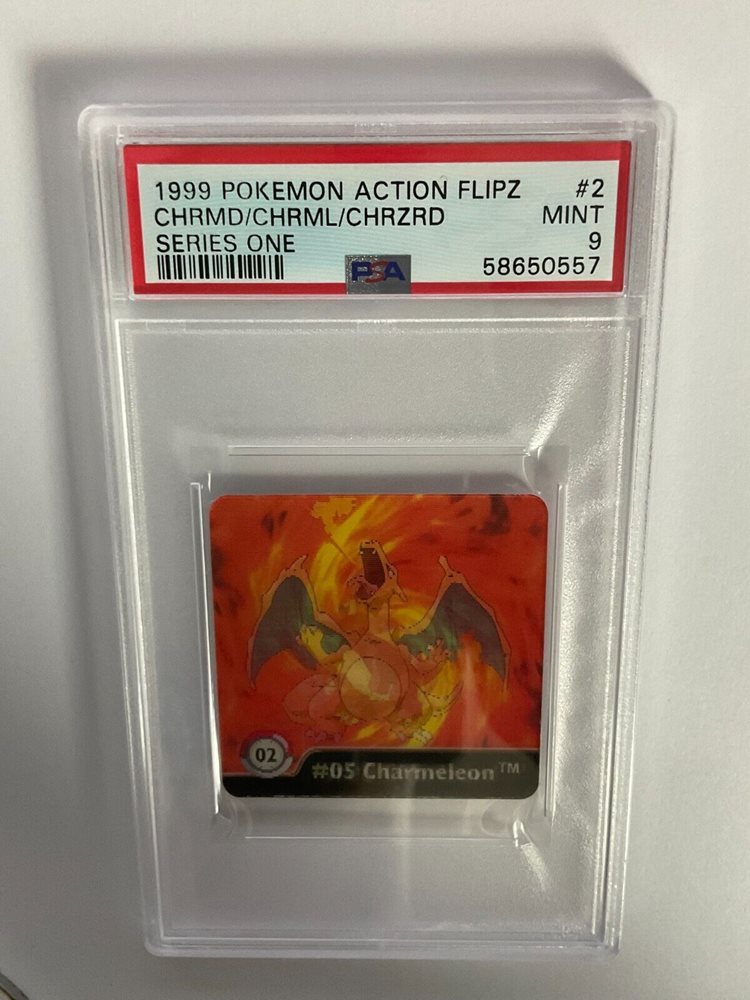 1999 POKEMON ACTION FLIPZ #2
CHRMD/CHRML/CHRZRD MINT
SERIES ONE 9
PSA 58650557
02
#05 Charmeleon™